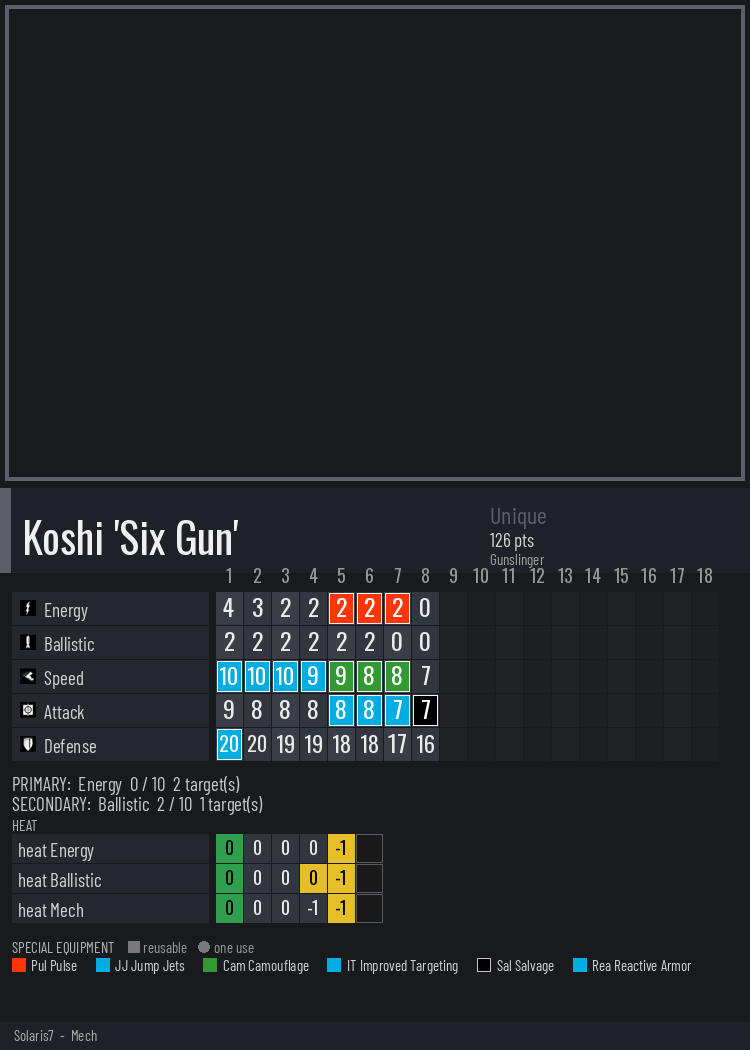 Koshi 'Six Gun'
Unique
126 pts
Gunslinger
1 2 3 4 5 6 7 8 9 10 11 12 13 14 15 16 17 18
Energy 4 3 2 2 2 2 2 0
Ballistic 2 2 2 2 2 2 0 0
Speed 10 10 10 9 9 8 8 7
Attack 9 8 8 8 8 8 7 7
Defense 20 20 19 19 18 18 17 16
PRIMARY: Energy 0 / 10 2 target(s)
SECONDARY: Ballistic 2 / 10 1 target(s)
HEAT
heat Energy 0 0 0 0 -1
heat Ballistic 0 0 0 0 -1
heat Mech 0 0 0 -1 -1
SPECIAL EQUIPMENT reusable one use
Pul Pulse JJ Jump Jets Cam Camouflage IT Improved Targeting Sal Salvage Rea Reactive Armor
Solaris7 - Mech